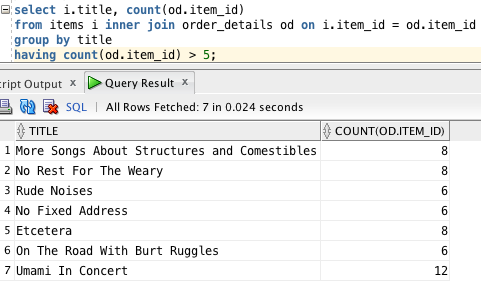 select i.title, count(od.item_id)
from items i inner join order_details od on i.item_id = od.item_id
group by title
having count(od.item_id) > 5;
cript Output x Query Result x
SQL | All Rows Fetched: 7 in 0.024 seconds
TITLE COUNT(OD.ITEM_ID)
1 More Songs About Structures and Comestibles 8
2 No Rest For The Weary 8
3 Rude Noises 6
4 No Fixed Address 6
5 Etcetera 8
6 On The Road With Burt Ruggles 6
7 Umami In Concert 12